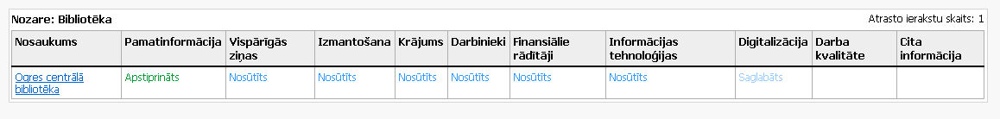 Nozare: Bibliotēka
Atrasto ierakstu skaits: 1
Nosaukums Pamatinformācija Vispārīgās ziņas Izmantošana Krājums Darbinieki Finansiālie rādītāji Informācijas tehnoloģijas Digitalizācija Darba kvalitāte Cita informācija
Ogres centrālā bibliotēka Apstiprināts Nosūtīts Nosūtīts Nosūtīts Nosūtīts Nosūtīts Nosūtīts Saglabāts